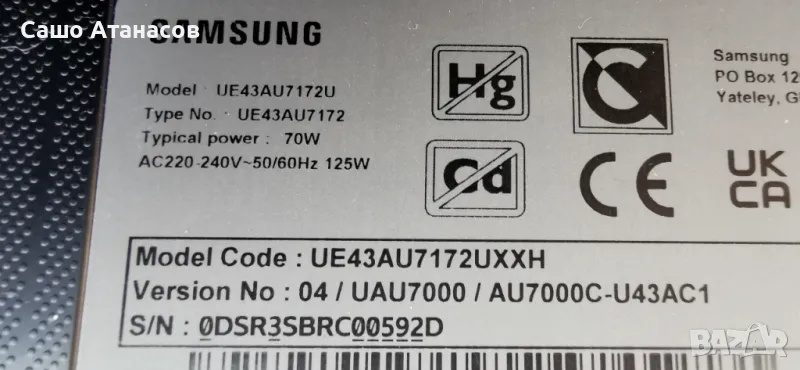 Сашо Атанасов
SAMSUNG
Model : UE43AU7172U
Type No. : UE43AU7172
Typical power : 70W
AC220-240V~50/60Hz 125W
Hg
Cd
C
CE
UK
CA
Samsung
PO Box 12
Yateley, G
Model Code : UE43AU7172UXXH
Version No : 04 / UAU7000 / AU7000C-U43AC1
S/N : 0DSR3SBRC00592D
BAZAR